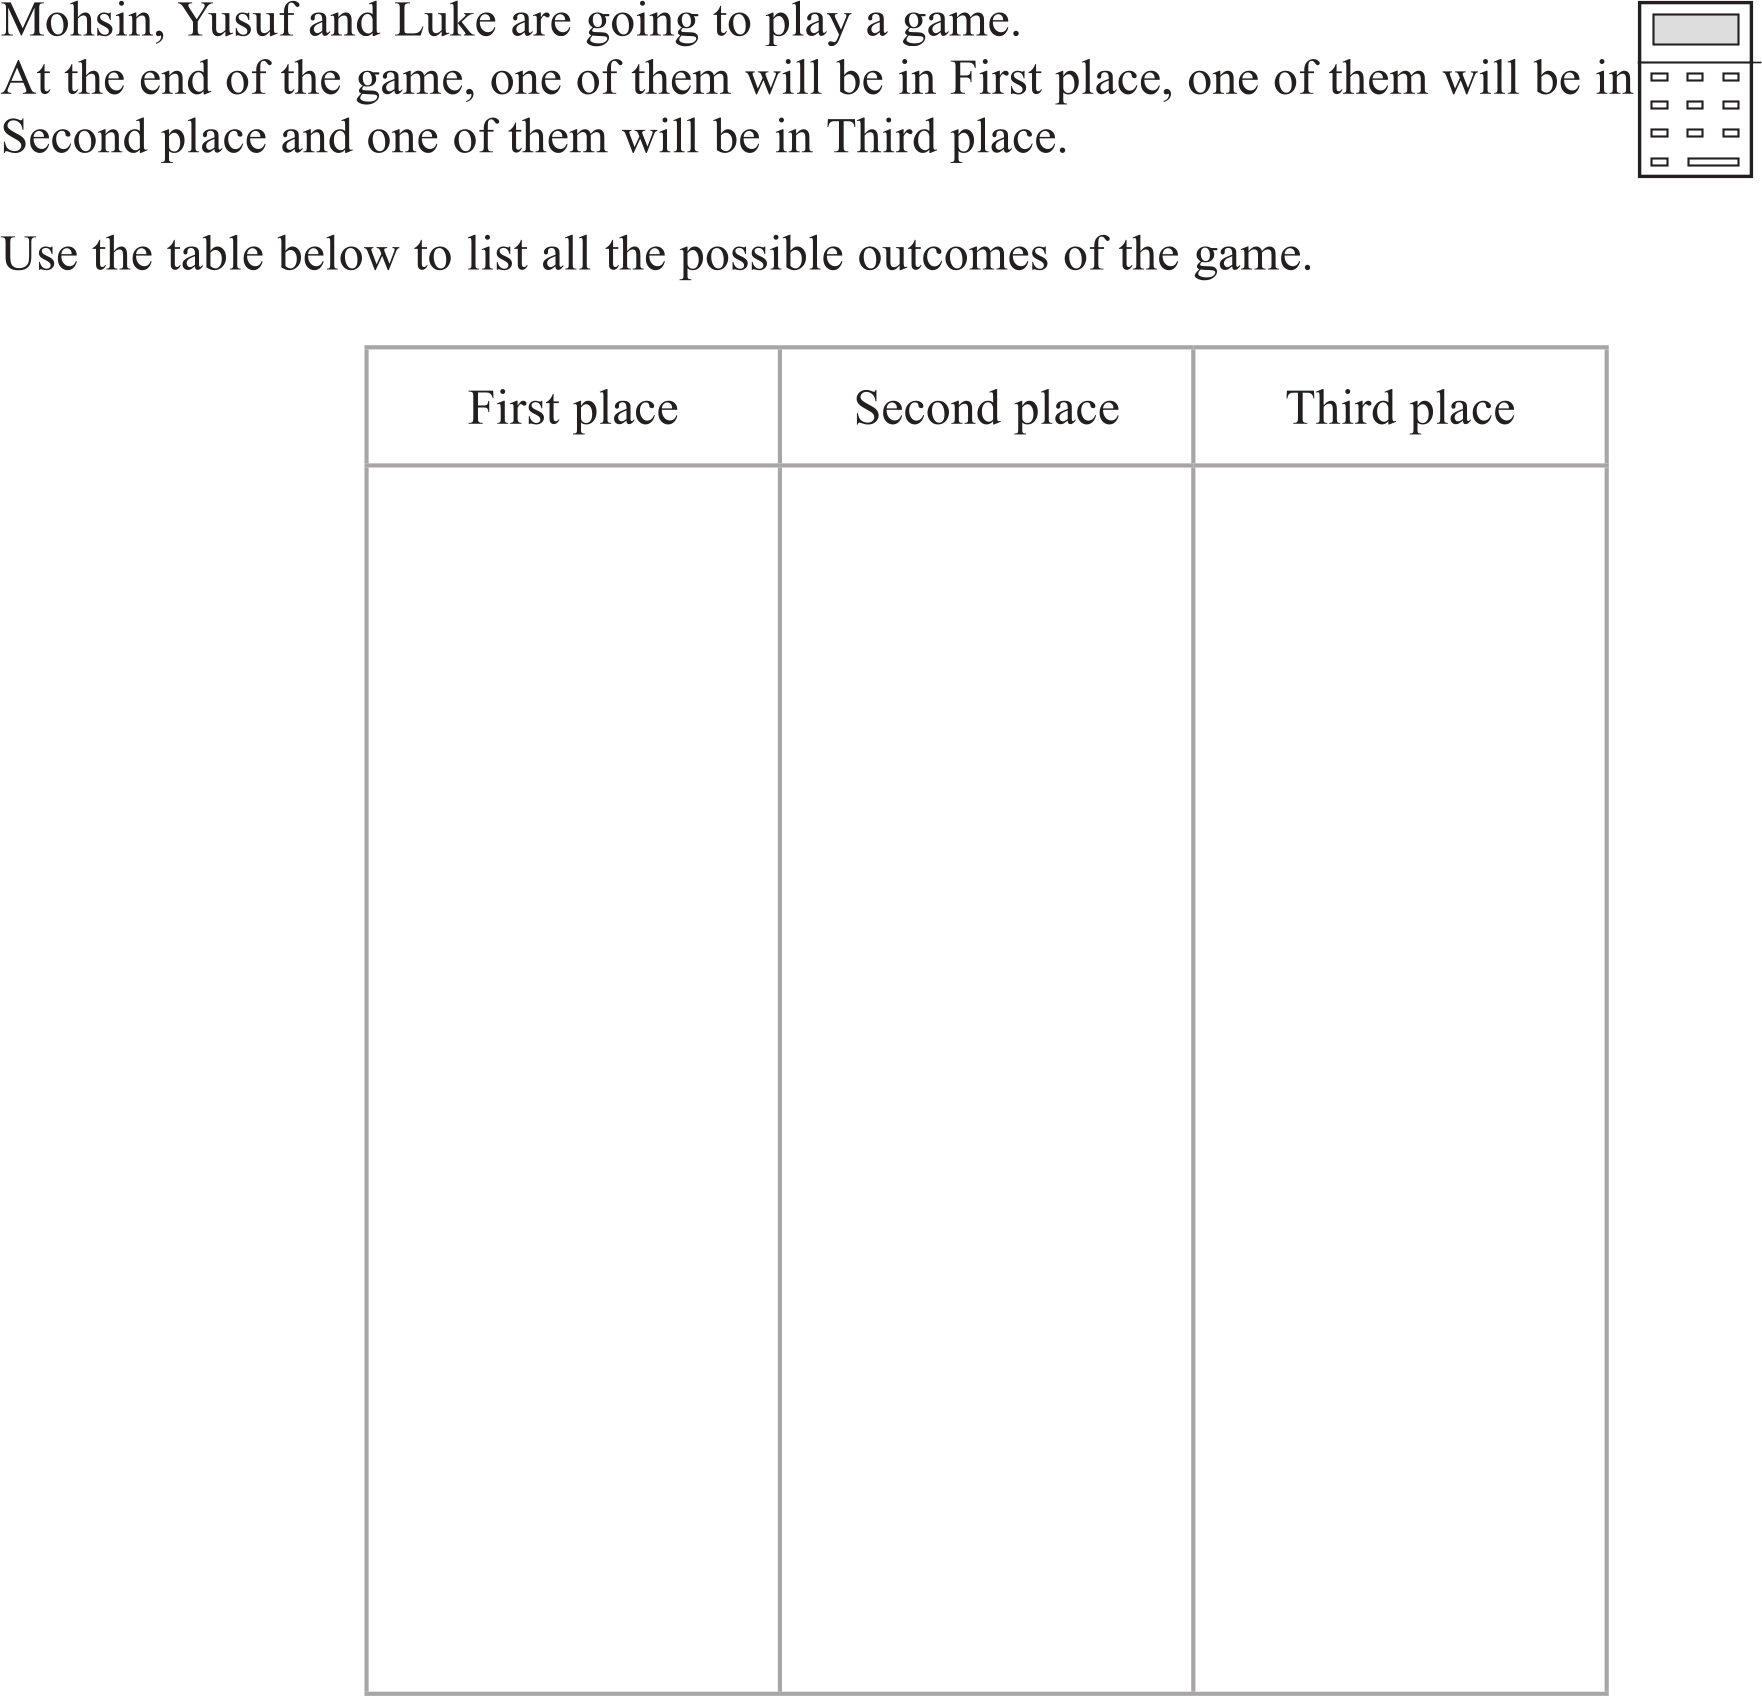 Mohsin, Yusuf and Luke are going to play a game.
At the end of the game, one of them will be in First place, one of them will be in
Second place and one of them will be in Third place.
Use the table below to list all the possible outcomes of the game.
First place Second place Third place